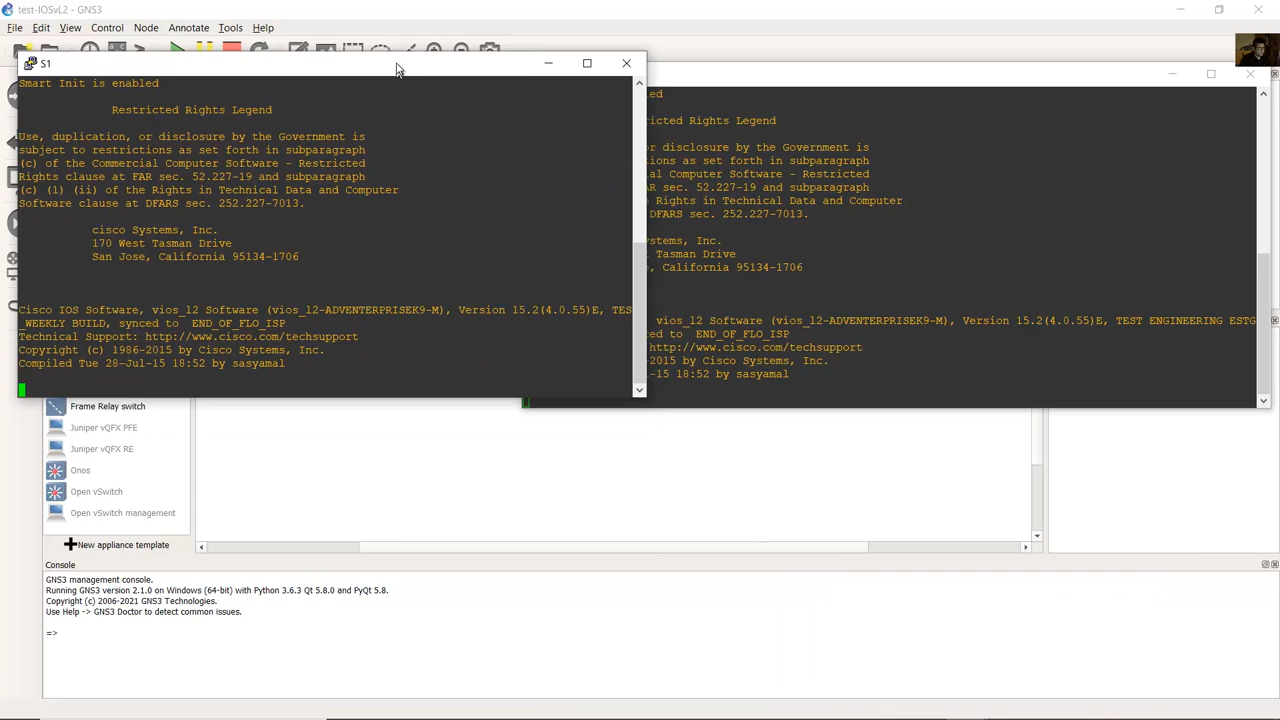 test-IOSvL2 - GNS3
File Edit View Control Node Annotate Tools Help
S1
Smart Init is enabled
Restricted Rights Legend
Use, duplication, or disclosure by the Government is
subject to restrictions as set forth in subparagraph
(c) of the Commercial Computer Software - Restricted
Rights clause at FAR sec. 52.227-19 and subparagraph
(c) (1) (ii) of the Rights in Technical Data and Computer
Software clause at DFARS sec. 252.227-7013.
cisco Systems, Inc.
170 West Tasman Drive
San Jose, California 95134-1706
Cisco IOS Software, vios_l2 Software (vios_l2-ADVENTERPRISEK9-M), Version 15.2(4.0.55)E, TES
_WEEKLY BUILD, synced to END_OF_FLO_ISP
Technical Support: http://www.cisco.com/techsupport
Copyright (c) 1986-2015 by Cisco Systems, Inc.
Compiled Tue 28-Jul-15 18:52 by sasyamal
led
ricted Rights Legend
or disclosure by the Government is
tions as set forth in subparagraph
ial Computer Software - Restricted
AR sec. 52.227-19 and subparagraph
e Rights in Technical Data and Computer
DFARS sec. 252.227-7013.
ystems, Inc.
Tasman Drive
e, California 95134-1706
vios_l2 Software (vios_l2-ADVENTERPRISEK9-M), Version 15.2(4.0.55)E, TEST ENGINEERING ESTG
ced to END_OF_FLO_ISP
http://www.cisco.com/techsupport
-2015 by Cisco Systems, Inc.
-15 18:52 by sasyamal
Frame Relay switch
Juniper vQFX PFE
Juniper vQFX RE
Onos
Open vSwitch
Open vSwitch management
New appliance template
Console
GNS3 management console.
Running GNS3 version 2.1.0 on Windows (64-bit) with Python 3.6.3 Qt 5.8.0 and PyQt 5.8.
Copyright (c) 2006-2021 GNS3 Technologies.
Use Help -> GNS3 Doctor to detect common issues.
=>